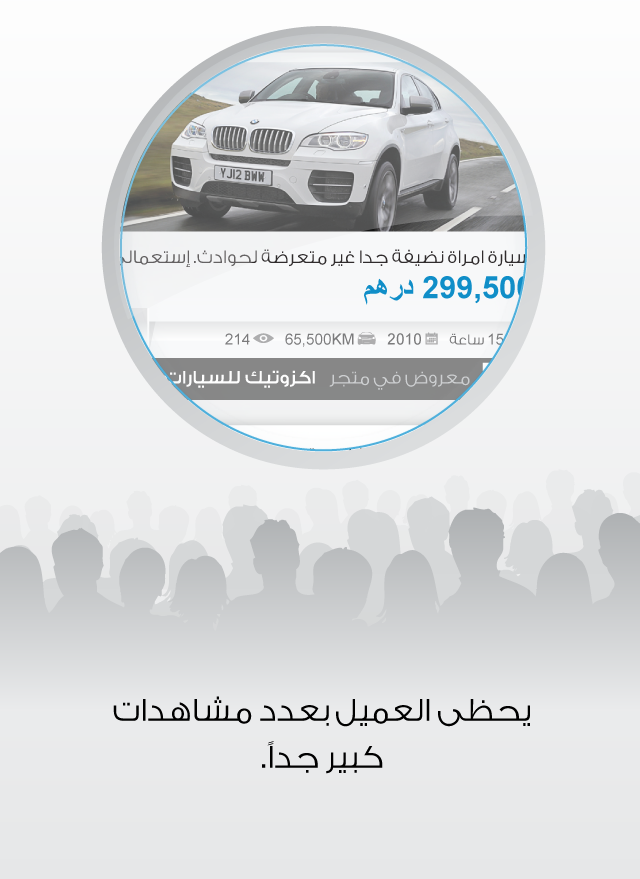 YJ12 BWW
سيارة امراة نضيفة جدا غير متعرضة لحوادث. إستعمال
299,500 درهم
15 ساعة 2010 65,500KM 214
معروض في متجر اكزوتيك للسيارات
يحظى العميل بعدد مشاهدات
كبير جداً.